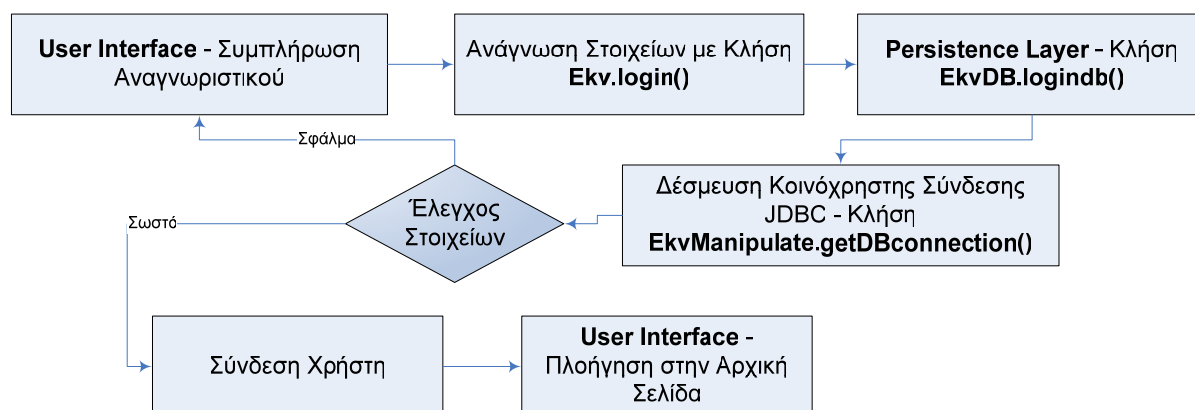 User Interface - Συμπλήρωση
Αναγνωριστικού
Ανάγνωση Στοιχείων με Κλήση
Ekv.login()
Persistence Layer - Κλήση
EkvDB.logindb()
Σφάλμα
Δέσμευση Κοινόχρηστης Σύνδεσης
JDBC - Κλήση
EkvManipulate.getDBconnection()
Έλεγχος
Στοιχείων
Σωστό
Σύνδεση Χρήστη
User Interface -
Πλοήγηση στην Αρχική
Σελίδα